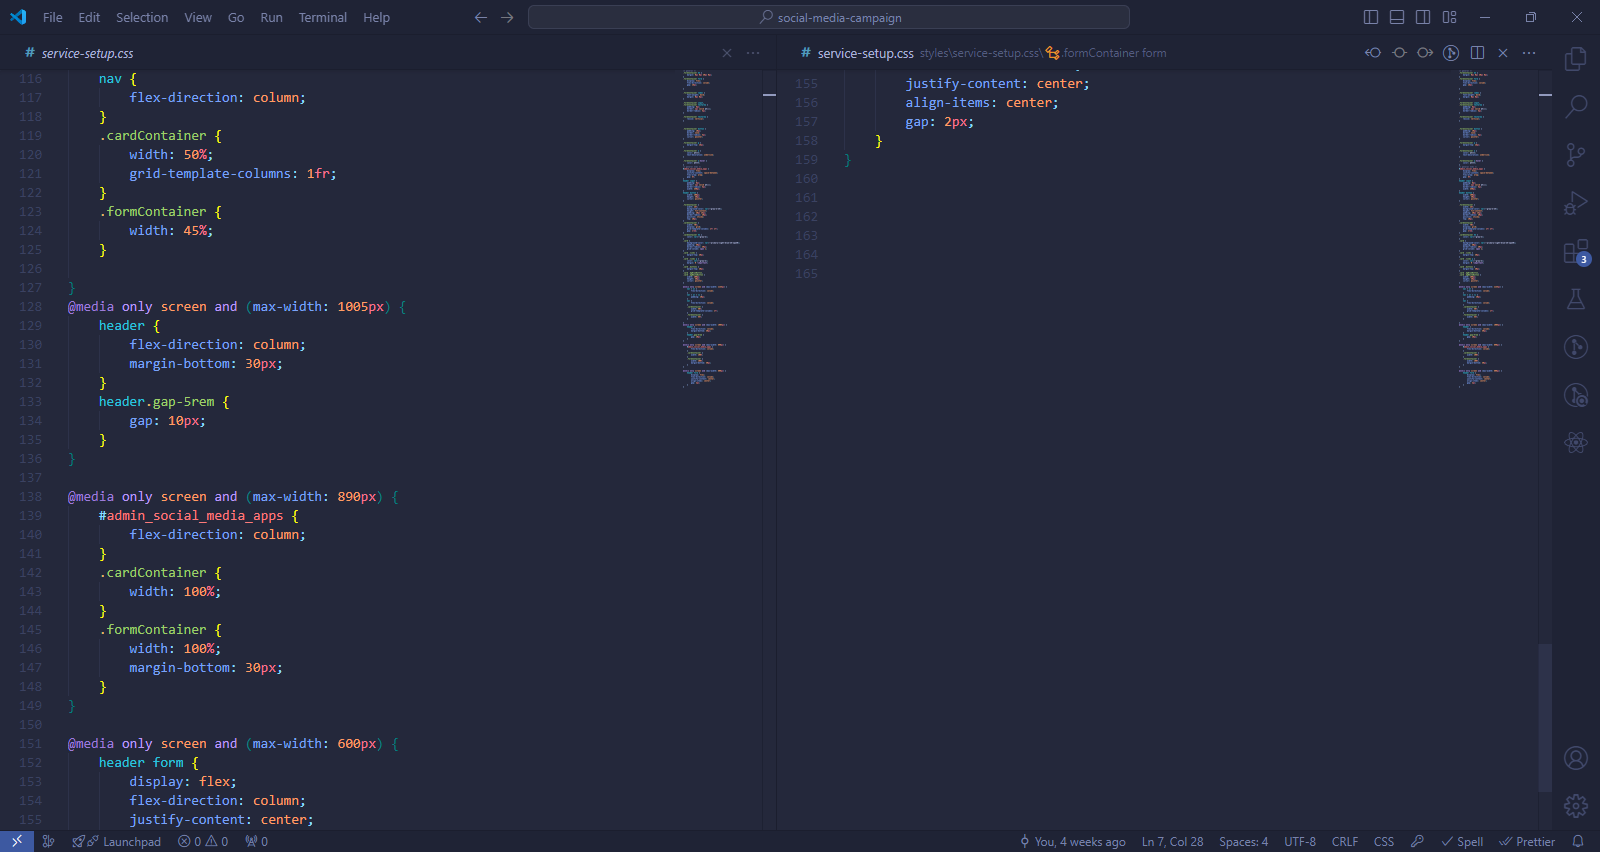 File Edit Selection View Go Run Terminal Help
social-media-campaign
# service-setup.css
116 nav {
117 flex-direction: column;
118 }
119 .cardContainer {
120 width: 50%;
121 grid-template-columns: 1fr;
122 }
123 .formContainer {
124 width: 45%;
125 }
126
127 }
128 @media only screen and (max-width: 1005px) {
129 header {
130 flex-direction: column;
131 margin-bottom: 30px;
132 }
133 header.gap-5rem {
134 gap: 10px;
135 }
136 }
137
138 @media only screen and (max-width: 890px) {
139 #admin_social_media_apps {
140 flex-direction: column;
141 }
142 .cardContainer {
143 width: 100%;
144 }
145 .formContainer {
146 width: 100%;
147 margin-bottom: 30px;
148 }
149 }
150
151 @media only screen and (max-width: 600px) {
152 header form {
153 display: flex;
154 flex-direction: column;
155 justify-content: center;
# service-setup.css styles\service-setup.css\ .formContainer form
155 justify-content: center;
156 align-items: center;
157 gap: 2px;
158 }
159 }
160
161
162
163
164
165
3
Launchpad 0 0 0
You, 4 weeks ago Ln 7, Col 28 Spaces: 4 UTF-8 CRLF CSS Spell Prettier